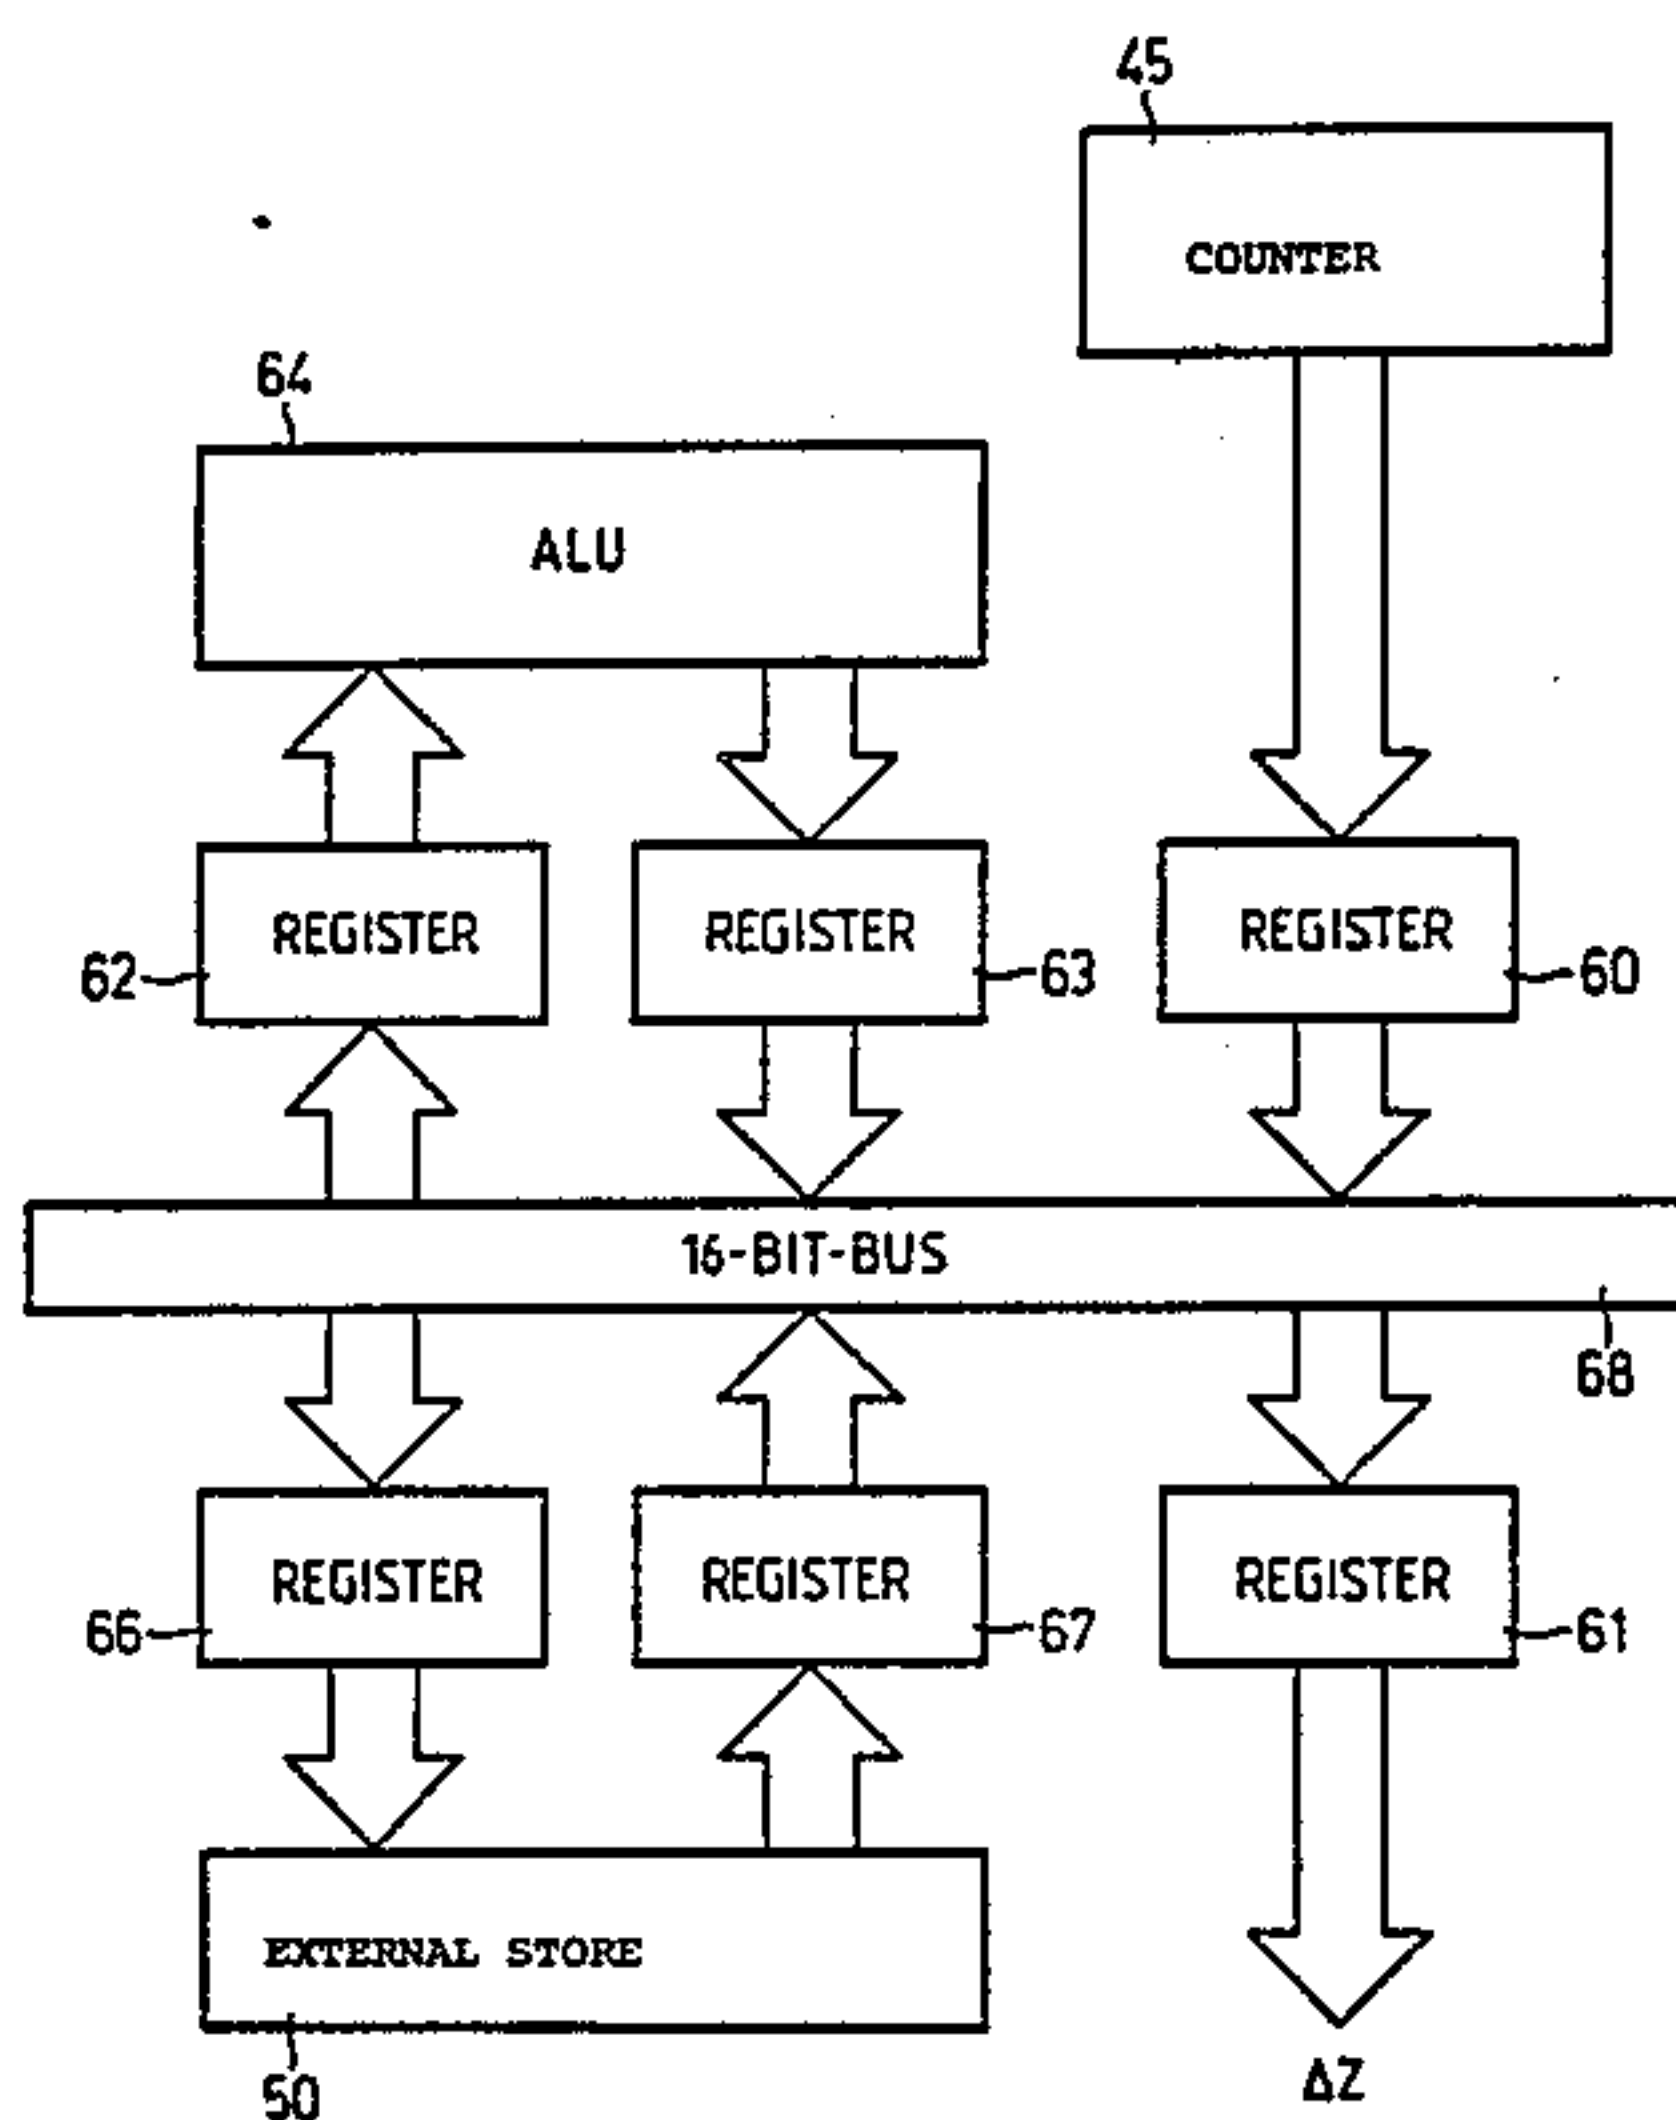 45
COUNTER
64
ALU
REGISTER
REGISTER
REGISTER
62
63
60
16-BIT-BUS
68
REGISTER
REGISTER
REGISTER
66
67
61
EXTERNAL STORE
50
ΔZ